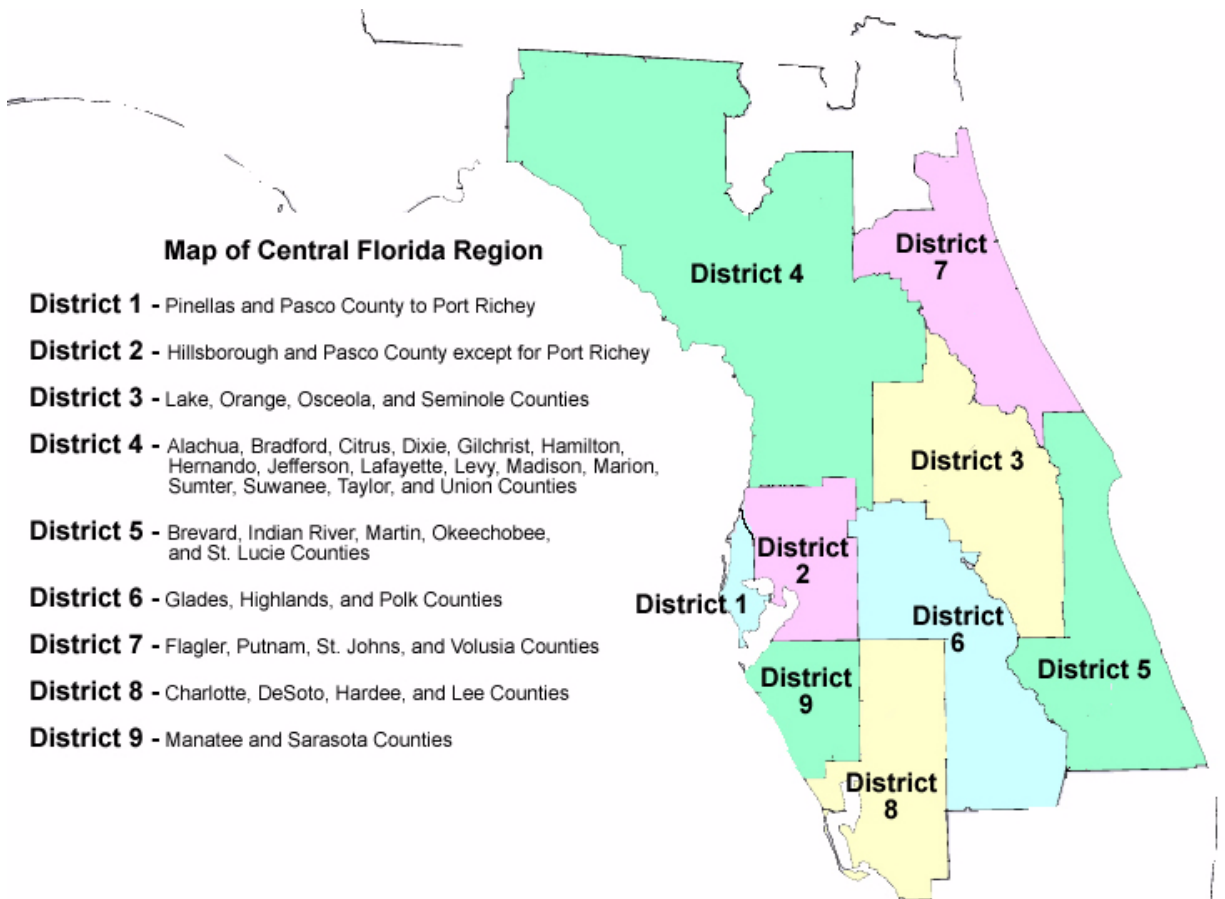 Map of Central Florida Region
District 1 - Pinellas and Pasco County to Port Richey
District 2 - Hillsborough and Pasco County except for Port Richey
District 3 - Lake, Orange, Osceola, and Seminole Counties
District 4 - Alachua, Bradford, Citrus, Dixie, Gilchrist, Hamilton,
Hernando, Jefferson, Lafayette, Levy, Madison, Marion,
Sumter, Suwanee, Taylor, and Union Counties
District 5 - Brevard, Indian River, Martin, Okeechobee,
and St. Lucie Counties
District 6 - Glades, Highlands, and Polk Counties
District 7 - Flagler, Putnam, St. Johns, and Volusia Counties
District 8 - Charlotte, DeSoto, Hardee, and Lee Counties
District 9 - Manatee and Sarasota Counties
District
7
District 4
District 3
District
2
District 1
District
6
District 5
District
9
District
8